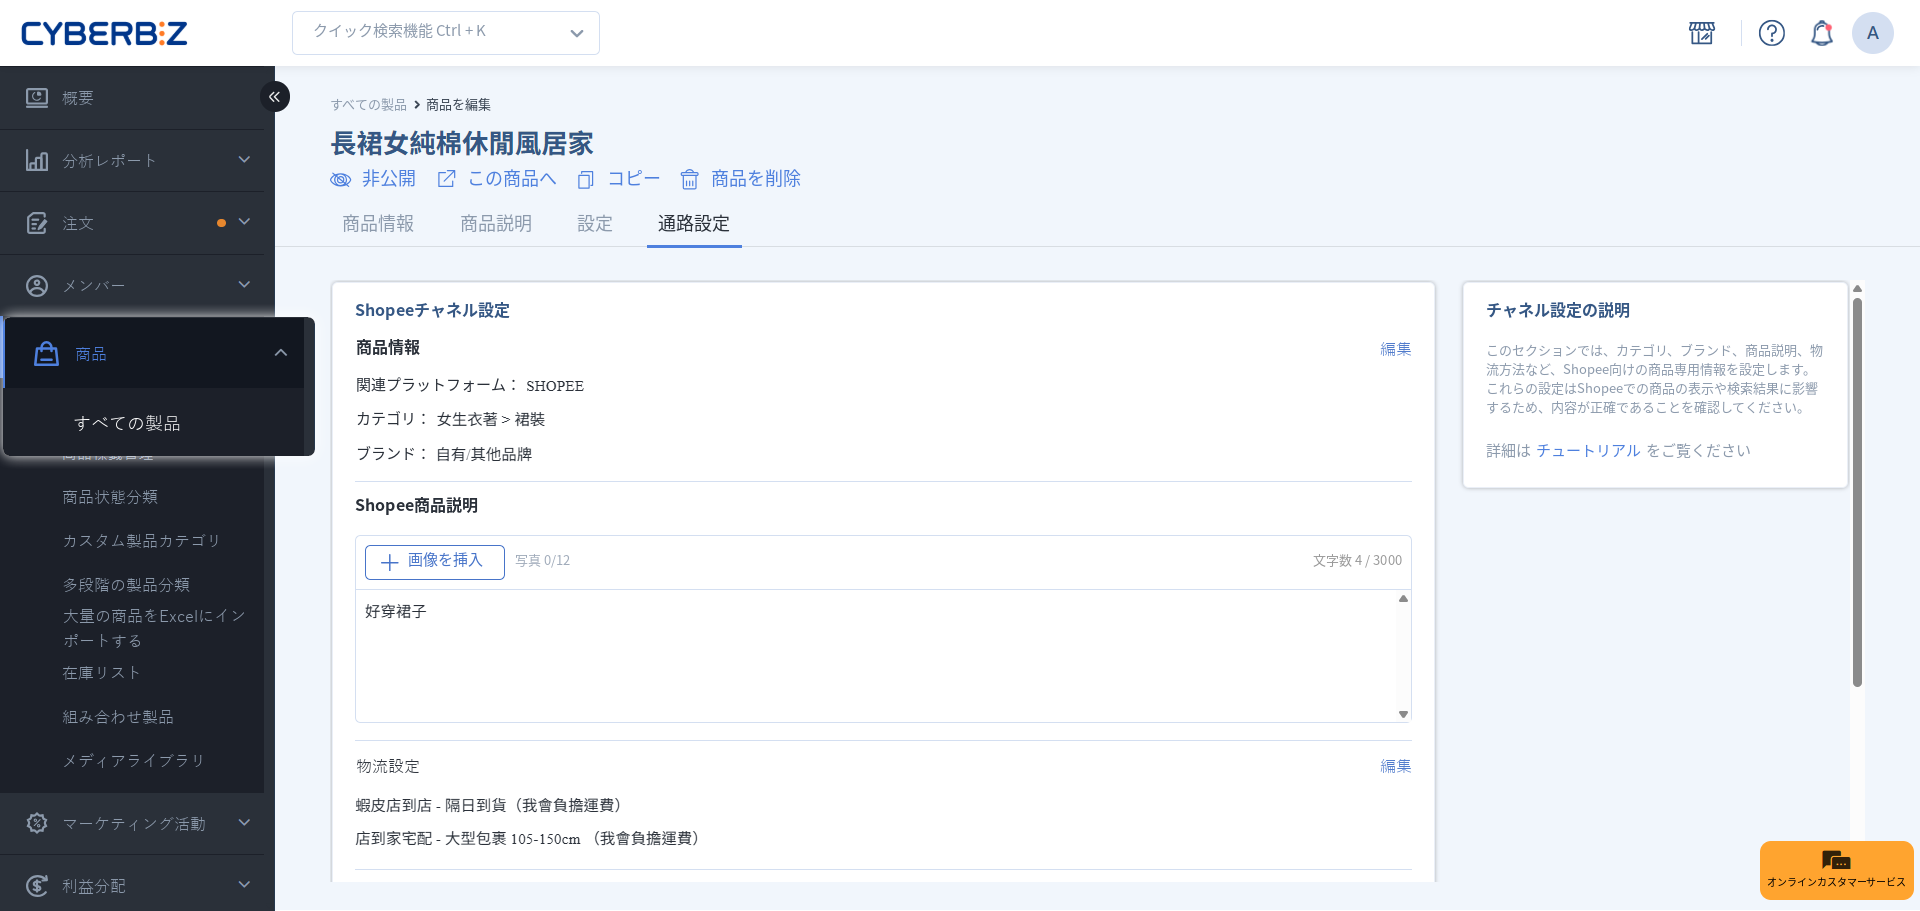 CYBERBIZ
クイック検索機能 Ctrl + K
A
概要
分析レポート
注文
メンバー
商品
すべての製品
商品状態分類
カスタム製品カテゴリ
多段階の製品分類
大量の商品をExcelにイン
ポートする
在庫リスト
組み合わせ製品
メディアライブラリ
マーケティング活動
利益分配
すべての製品 > 商品を編集
長裙女純棉休閒風居家
非公開 この商品へ コピー 商品を削除
商品情報 商品説明 設定 通路設定
Shopeeチャネル設定
商品情報 編集
関連プラットフォーム： SHOPEE
カテゴリ： 女生衣著 > 裙裝
ブランド： 自有/其他品牌
Shopee商品説明
画像を挿入 写真 0/12 文字数 4 / 3000
好穿裙子
物流設定 編集
蝦皮店到店 - 隔日到貨（我會負擔運費）
店到家宅配 - 大型包裹 105-150cm （我會負擔運費）
チャネル設定の説明
このセクションでは、カテゴリ、ブランド、商品説明、物
流方法など、Shopee向けの商品専用情報を設定します。
これらの設定はShopeeでの商品の表示や検索結果に影響
するため、内容が正確であることを確認してください。
詳細は チュートリアル をご覧ください
オンラインカスタマーサービス